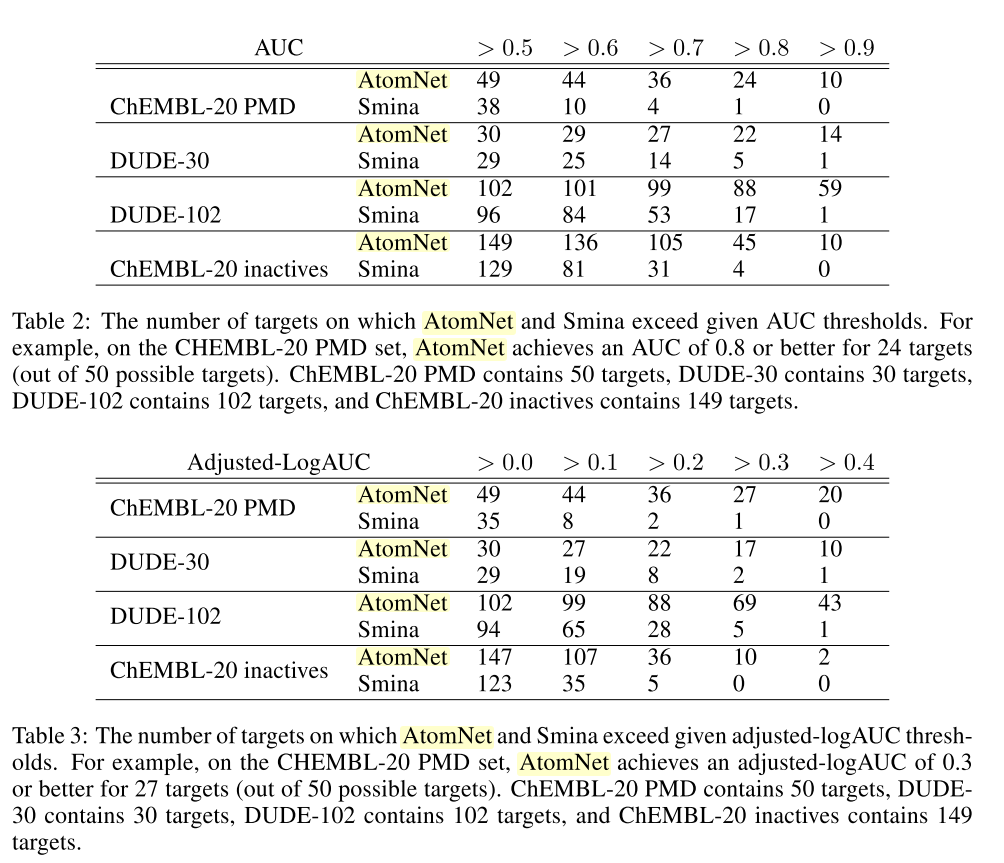 AUC > 0.5 > 0.6 > 0.7 > 0.8 > 0.9
AtomNet 49 44 36 24 10
ChEMBL-20 PMD Smina 38 10 4 1 0
AtomNet 30 29 27 22 14
DUDE-30 Smina 29 25 14 5 1
AtomNet 102 101 99 88 59
DUDE-102 Smina 96 84 53 17 1
AtomNet 149 136 105 45 10
ChEMBL-20 inactives Smina 129 81 31 4 0
Table 2: The number of targets on which AtomNet and Smina exceed given AUC thresholds. For
example, on the CHEMBL-20 PMD set, AtomNet achieves an AUC of 0.8 or better for 24 targets
(out of 50 possible targets). ChEMBL-20 PMD contains 50 targets, DUDE-30 contains 30 targets,
DUDE-102 contains 102 targets, and ChEMBL-20 inactives contains 149 targets.
Adjusted-LogAUC > 0.0 > 0.1 > 0.2 > 0.3 > 0.4
ChEMBL-20 PMD AtomNet 49 44 36 27 20
Smina 35 8 2 1 0
DUDE-30 AtomNet 30 27 22 17 10
Smina 29 19 8 2 1
DUDE-102 AtomNet 102 99 88 69 43
Smina 94 65 28 5 1
ChEMBL-20 inactives AtomNet 147 107 36 10 2
Smina 123 35 5 0 0
Table 3: The number of targets on which AtomNet and Smina exceed given adjusted-logAUC thresh-
olds. For example, on the CHEMBL-20 PMD set, AtomNet achieves an adjusted-logAUC of 0.3
or better for 27 targets (out of 50 possible targets). ChEMBL-20 PMD contains 50 targets, DUDE-
30 contains 30 targets, DUDE-102 contains 102 targets, and ChEMBL-20 inactives contains 149
targets.